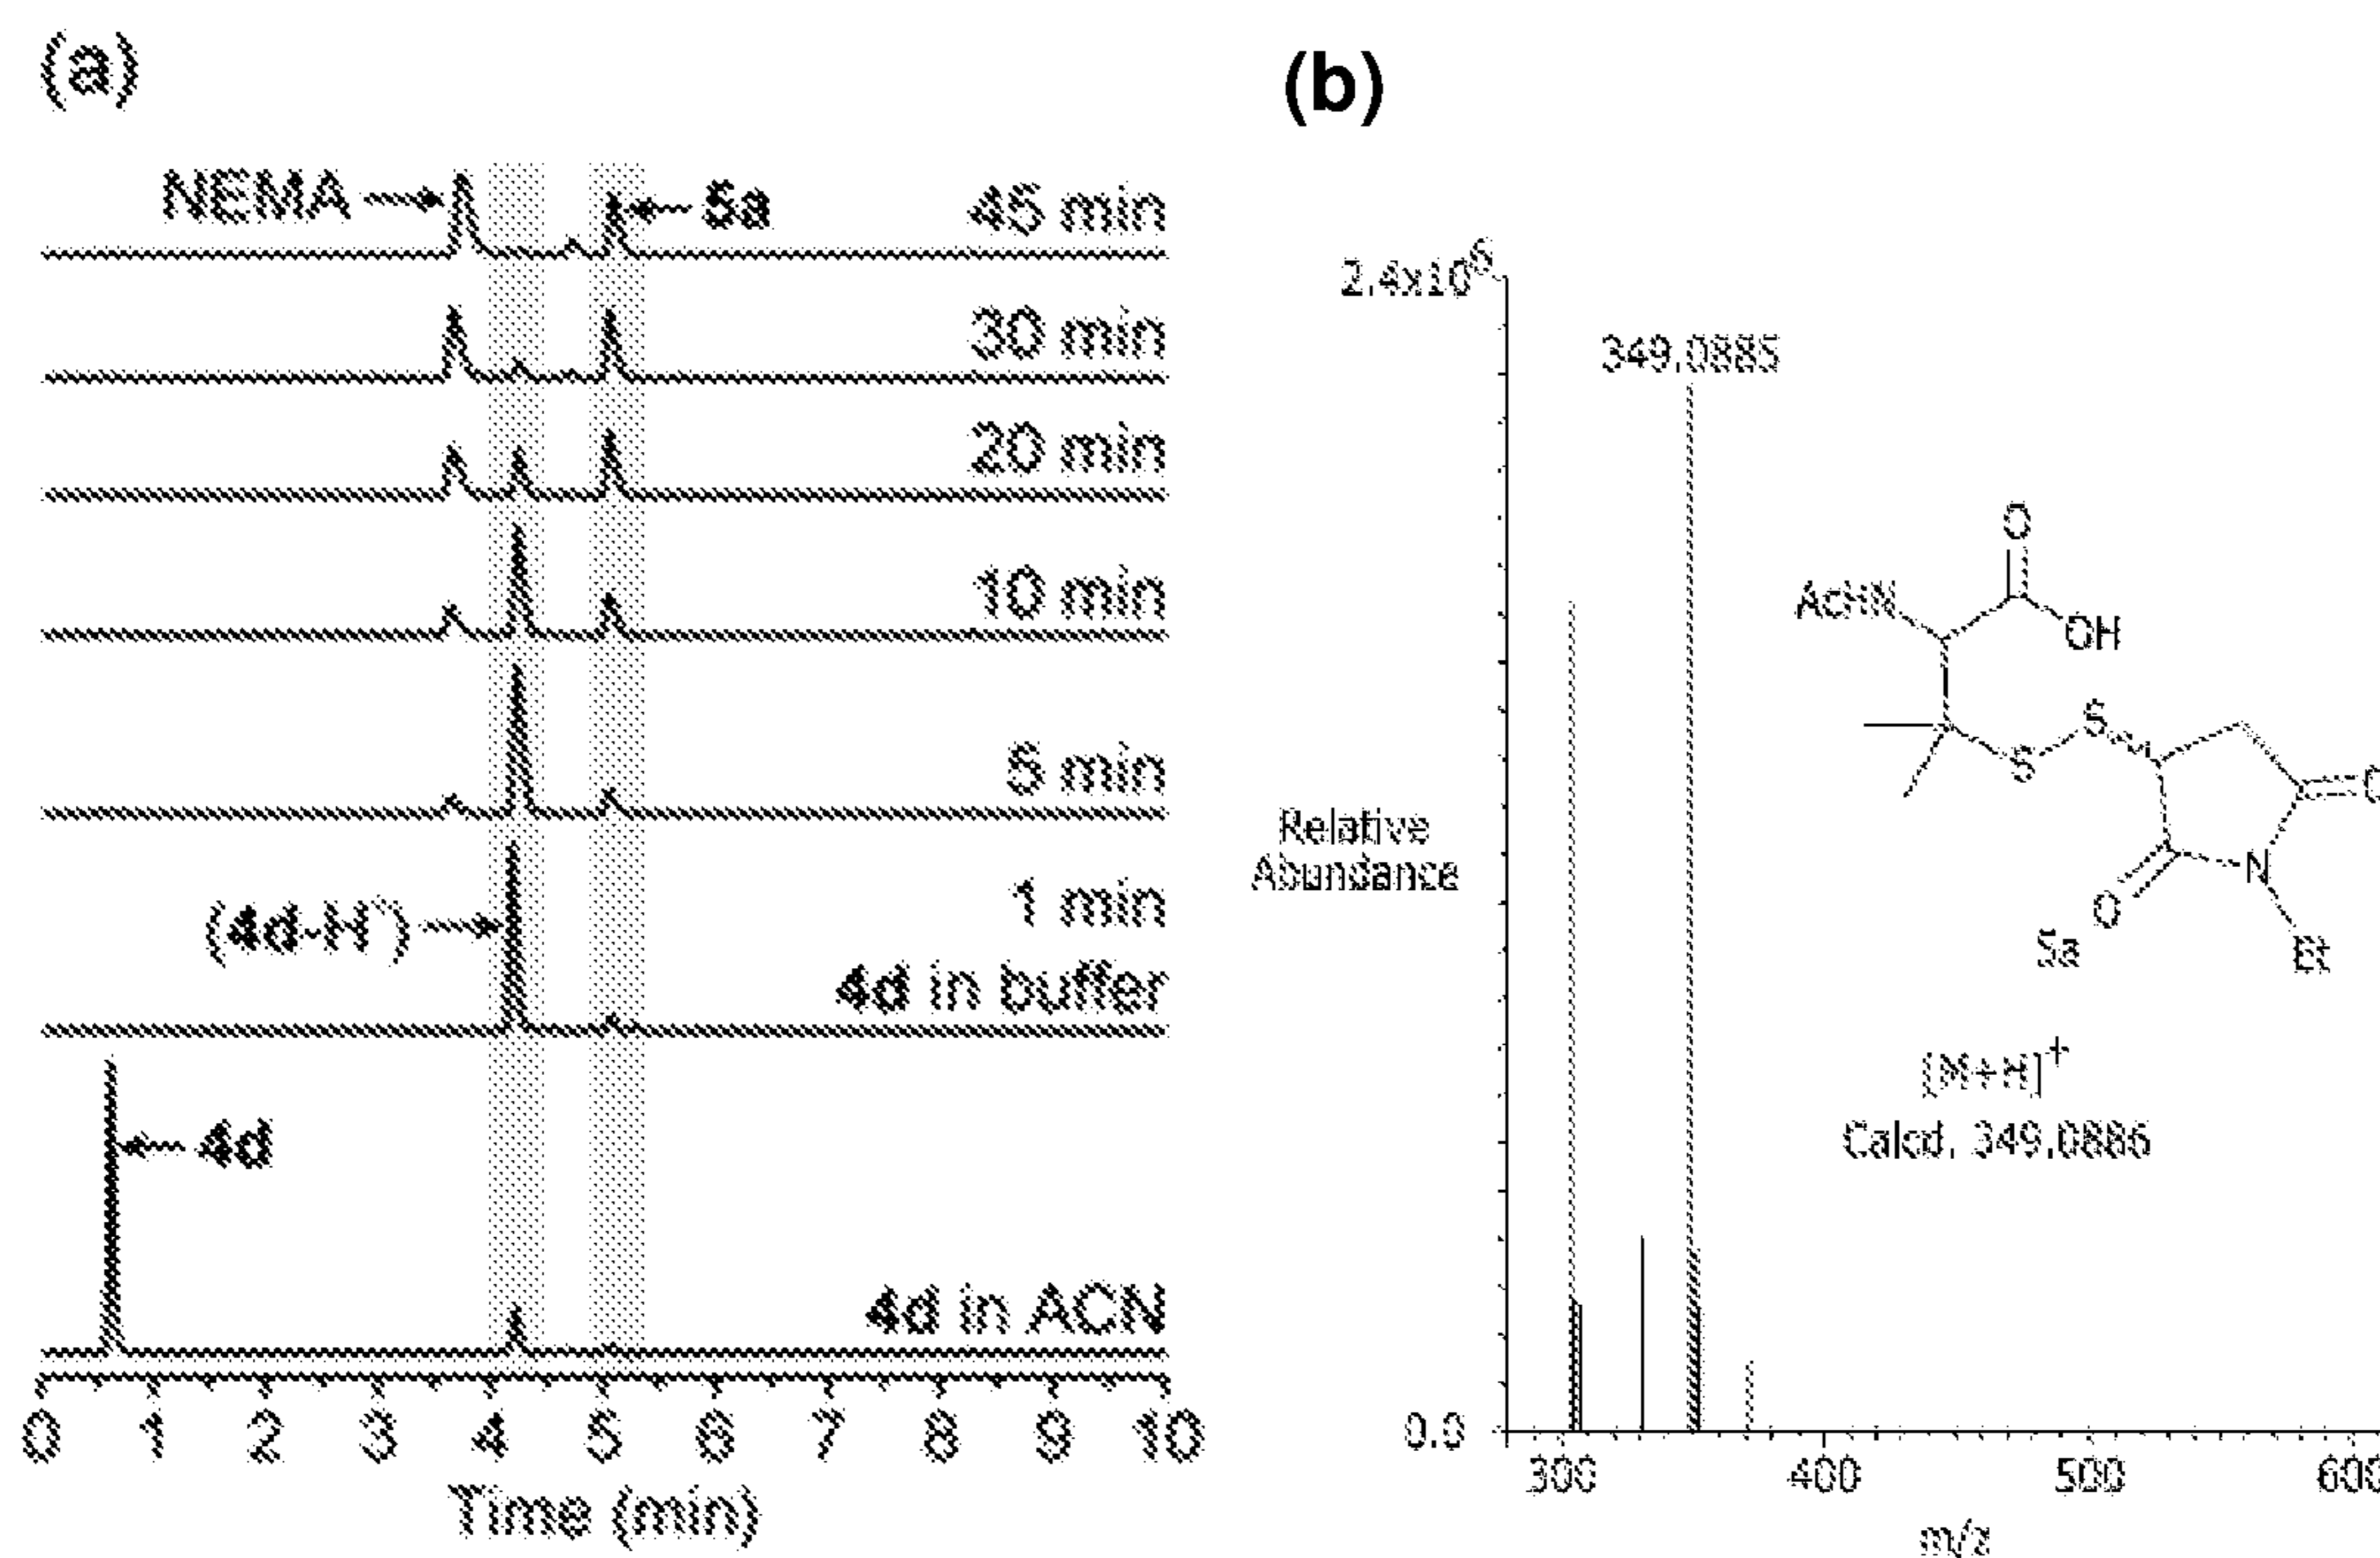 (a)
NEMA
5a
45 min
30 min
20 min
10 min
5 min
1 min
(4d-H⁺)
4d in buffer
4d
4d in ACN
0 1 2 3 4 5 6 7 8 9 10
Time (min)
(b)
2.4x10⁶
349.0885
O
AcHN
OH
S
S
O
Relative
Abundance
N
O
5a
Et
[M+H]⁺
Calcd. 349.0886
0.0
300 400 500 600
m/z